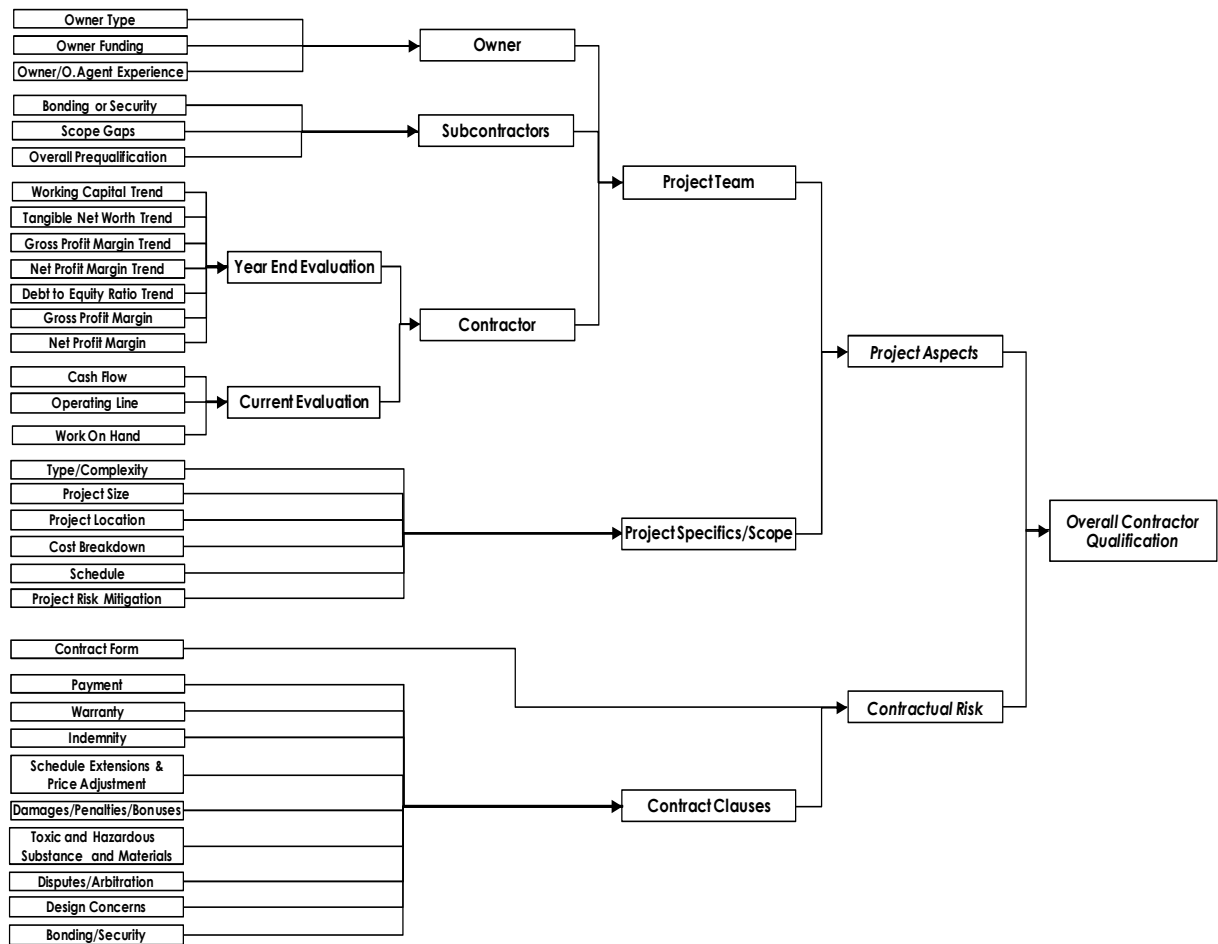 Owner Type
Owner Funding
Owner/O.Agent Experience
Owner
Bonding or Security
Scope Gaps
Overall Prequalification
Subcontractors
Project Team
Working Capital Trend
Tangible Net Worth Trend
Gross Profit Margin Trend
Net Profit Margin Trend
Debt to Equity Ratio Trend
Gross Profit Margin
Net Profit Margin
Year End Evaluation
Contractor
Cash Flow
Operating Line
Work On Hand
Current Evaluation
Project Aspects
Type/Complexity
Project Size
Project Location
Cost Breakdown
Schedule
Project Risk Mitigation
Project Specifics/Scope
Overall Contractor
Qualification
Contract Form
Contractual Risk
Payment
Warranty
Indemnity
Schedule Extensions &
Price Adjustment
Damages/Penalties/Bonuses
Toxic and Hazardous
Substance and Materials
Disputes/Arbitration
Design Concerns
Bonding/Security
Contract Clauses